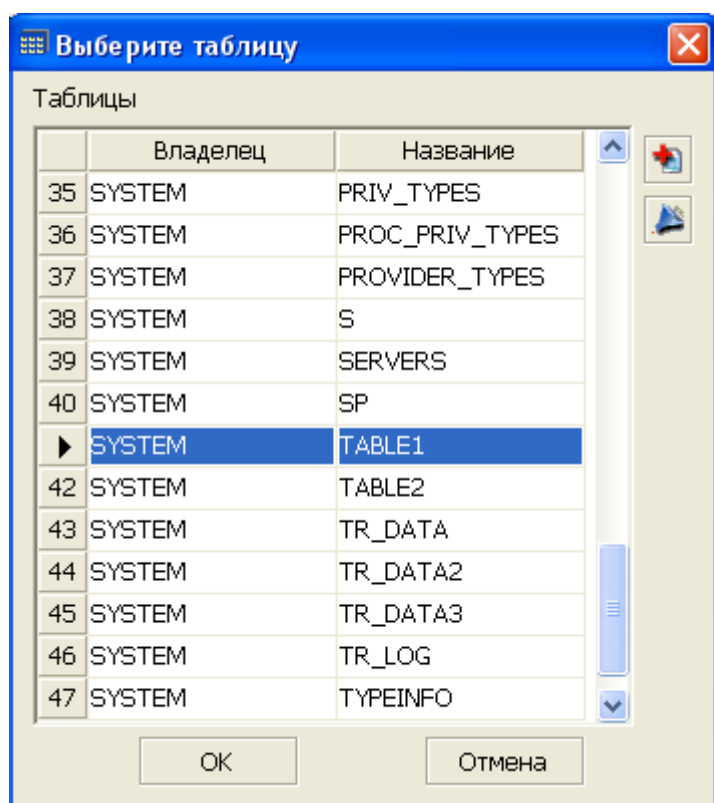 Выберите таблицу
Таблицы
Владелец Название
35 SYSTEM PRIV_TYPES
36 SYSTEM PROC_PRIV_TYPES
37 SYSTEM PROVIDER_TYPES
38 SYSTEM S
39 SYSTEM SERVERS
40 SYSTEM SP
SYSTEM TABLE1
42 SYSTEM TABLE2
43 SYSTEM TR_DATA
44 SYSTEM TR_DATA2
45 SYSTEM TR_DATA3
46 SYSTEM TR_LOG
47 SYSTEM TYPEINFO
OK Отмена